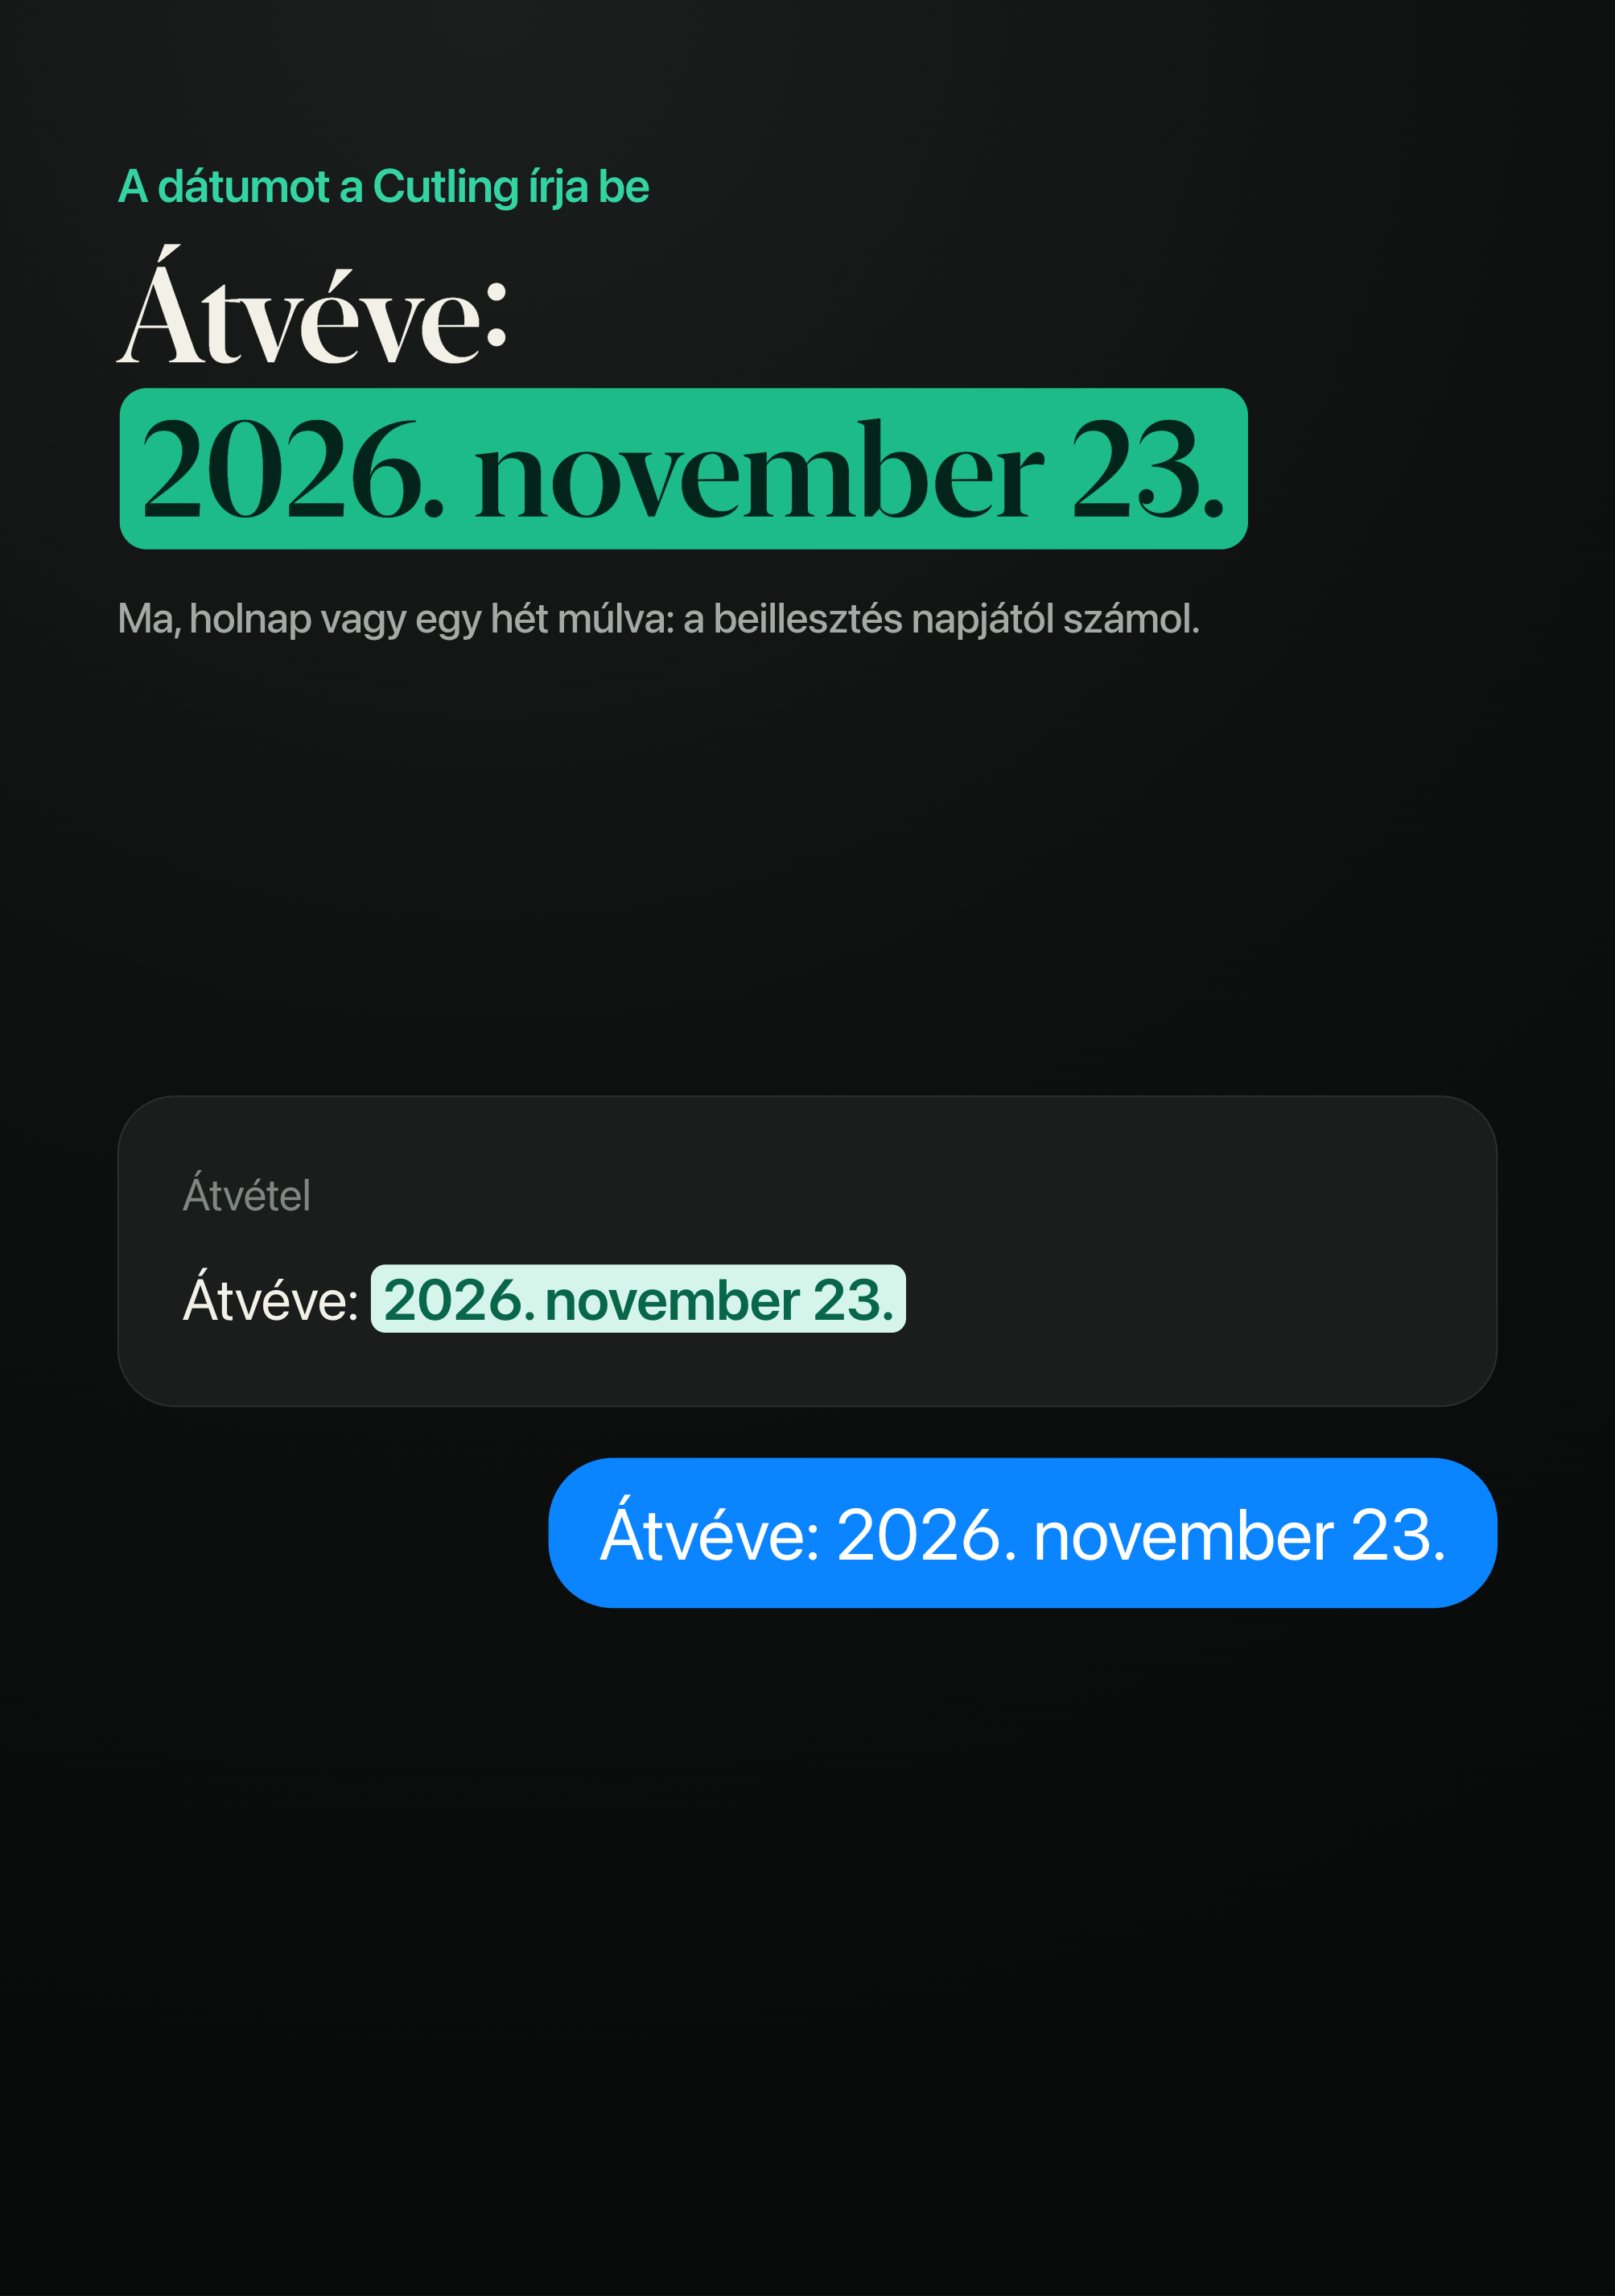 A dátumot a Cutling írja be
Átvéve:
2026. november 23.
Ma, holnap vagy egy hét múlva: a beillesztés napjától számol.
Átvétel
Átvéve: 2026. november 23.
Átvéve: 2026. november 23.